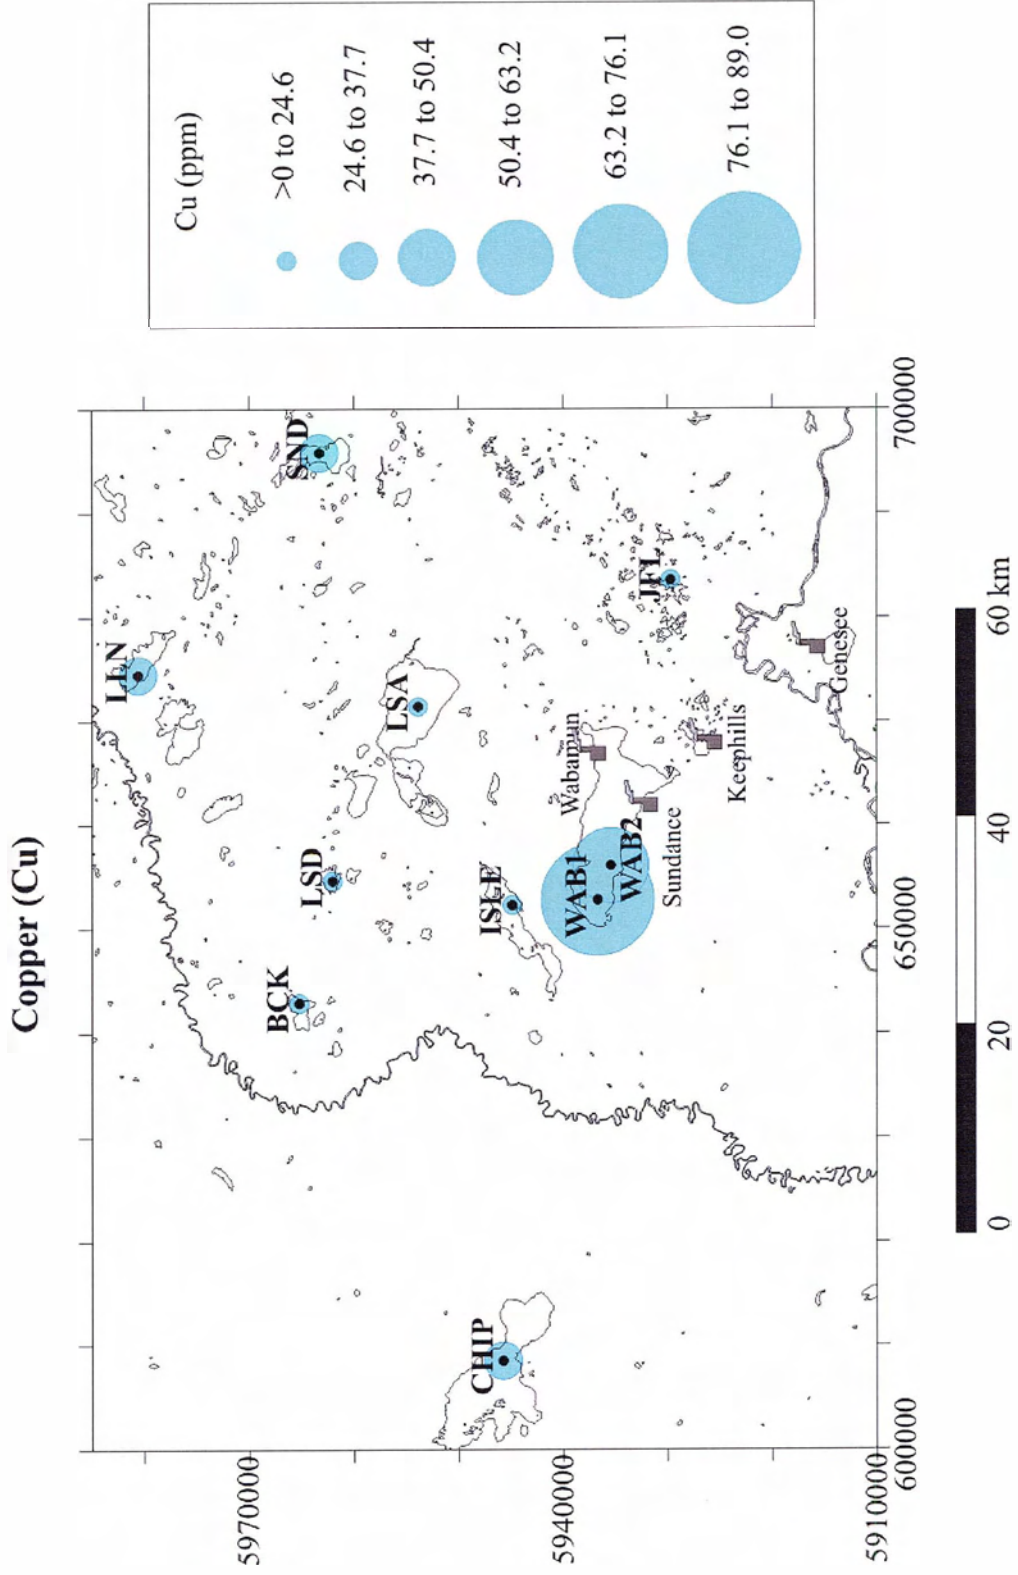 Copper (Cu)
LEN
SND
BCK
LSD
LSA
CHIP
ISLE
WAB1
WAB2
Wabamun
Sundance
JFL
Keephills
Genesee
5970000
5940000
5910000
600000
650000
700000
0
20
40
60 km
Cu (ppm)
>0 to 24.6
24.6 to 37.7
37.7 to 50.4
50.4 to 63.2
63.2 to 76.1
76.1 to 89.0